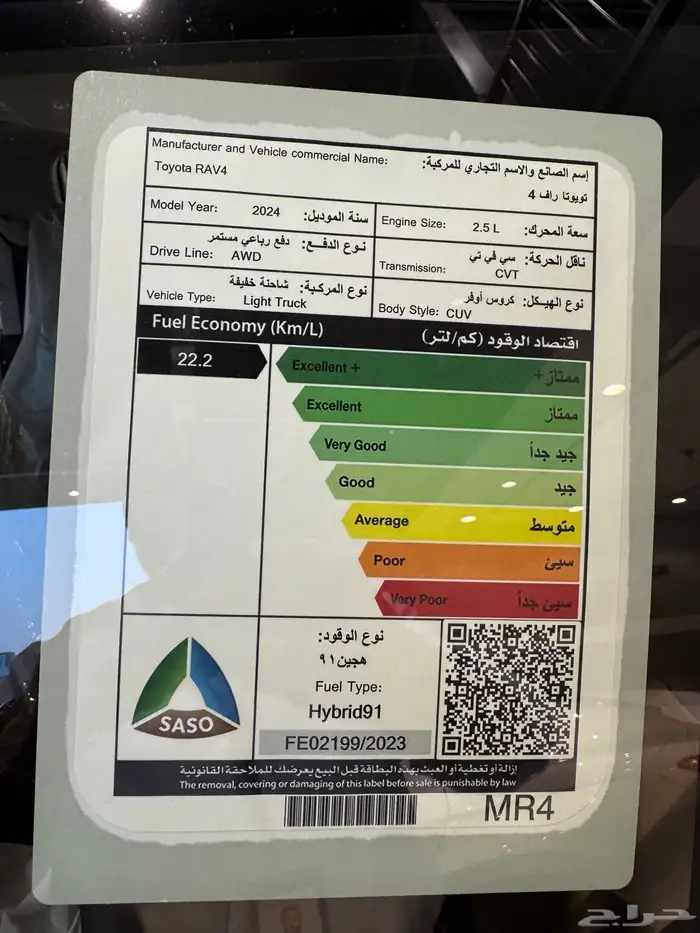 Manufacturer and Vehicle commercial Name: إسم الصانع والاسم التجاري للمركبة:
Toyota RAV4 تويوتا راف 4
Model Year: 2024 سنة الموديل:
Engine Size: 2.5 L سعة المحرك:
نوع الدفـع: دفع رباعي مستمر
Drive Line: AWD
ناقل الحركة: سي في تي
Transmission: CVT
نوع المركبة: شاحنة خفيفة
Vehicle Type: Light Truck
نوع الهيكل: كروس أوفر
Body Style: CUV
Fuel Economy (Km/L) اقتصاد الوقود (كم/لتر)
22.2
Excellent + ممتاز+
Excellent ممتاز
Very Good جيد جداً
Good جيد
Average متوسط
Poor سيئ
Very Poor سيئ جداً
SASO
نوع الوقود:
هجين٩١
Fuel Type:
Hybrid91
FE02199/2023
إزالة أو تغطية أو العبث بهذه البطاقة قبل البيع يعرضك للملاحقة القانونية
The removal, covering or damaging of this label before sale is punishable by law
MR4
حراج